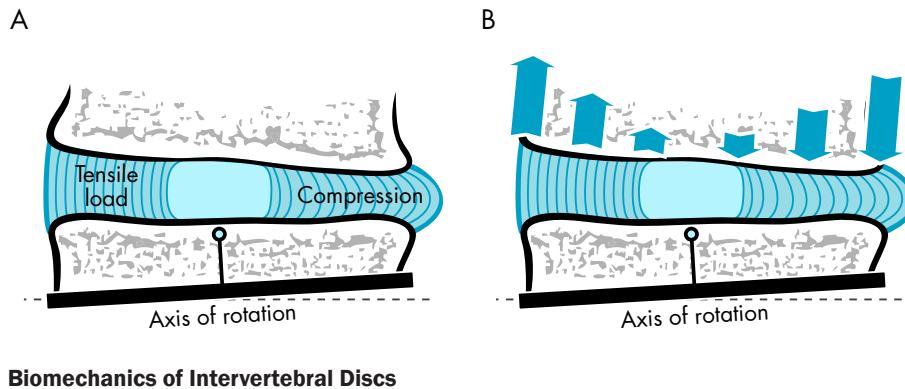 A
B
Tensile
load
Compression
Axis of rotation
Axis of rotation
Biomechanics of Intervertebral Discs